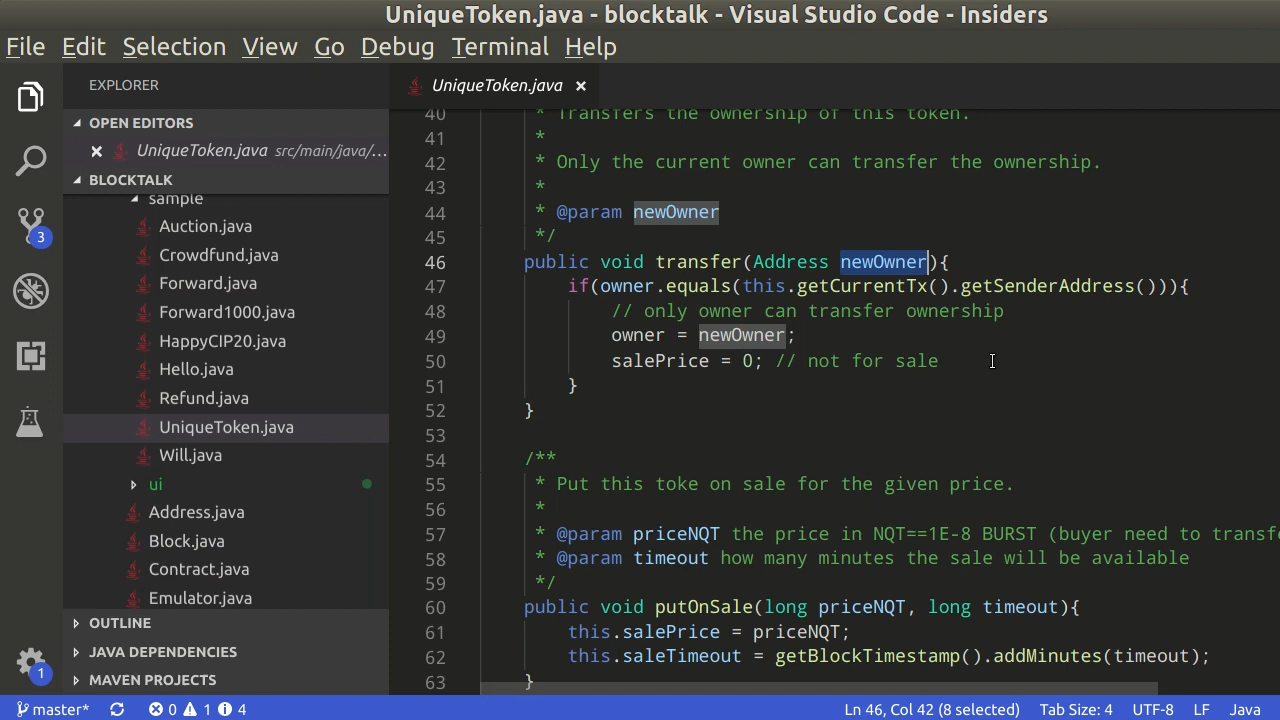 UniqueToken.java - blocktalk - Visual Studio Code - Insiders
File Edit Selection View Go Debug Terminal Help
EXPLORER
OPEN EDITORS
UniqueToken.java src/main/java/...
BLOCKTALK
sample
Auction.java
Crowdfund.java
Forward.java
Forward1000.java
HappyCIP20.java
Hello.java
Refund.java
UniqueToken.java
Will.java
ui
Address.java
Block.java
Contract.java
Emulator.java
OUTLINE
JAVA DEPENDENCIES
MAVEN PROJECTS
3
1
UniqueToken.java ×
40 * Transfers the ownership of this token.
41 *
42 * Only the current owner can transfer the ownership.
43 *
44 * @param newOwner
45 */
46 public void transfer(Address newOwner){
47 if(owner.equals(this.getCurrentTx().getSenderAddress())){
48 // only owner can transfer ownership
49 owner = newOwner;
50 salePrice = 0; // not for sale
51 }
52 }
53
54 /**
55 * Put this toke on sale for the given price.
56 *
57 * @param priceNQT the price in NQT==1E-8 BURST (buyer need to transf
58 * @param timeout how many minutes the sale will be available
59 */
60 public void putOnSale(long priceNQT, long timeout){
61 this.salePrice = priceNQT;
62 this.saleTimeout = getBlockTimestamp().addMinutes(timeout);
63 }
master* 0 1 4 Ln 46, Col 42 (8 selected) Tab Size: 4 UTF-8 LF Java